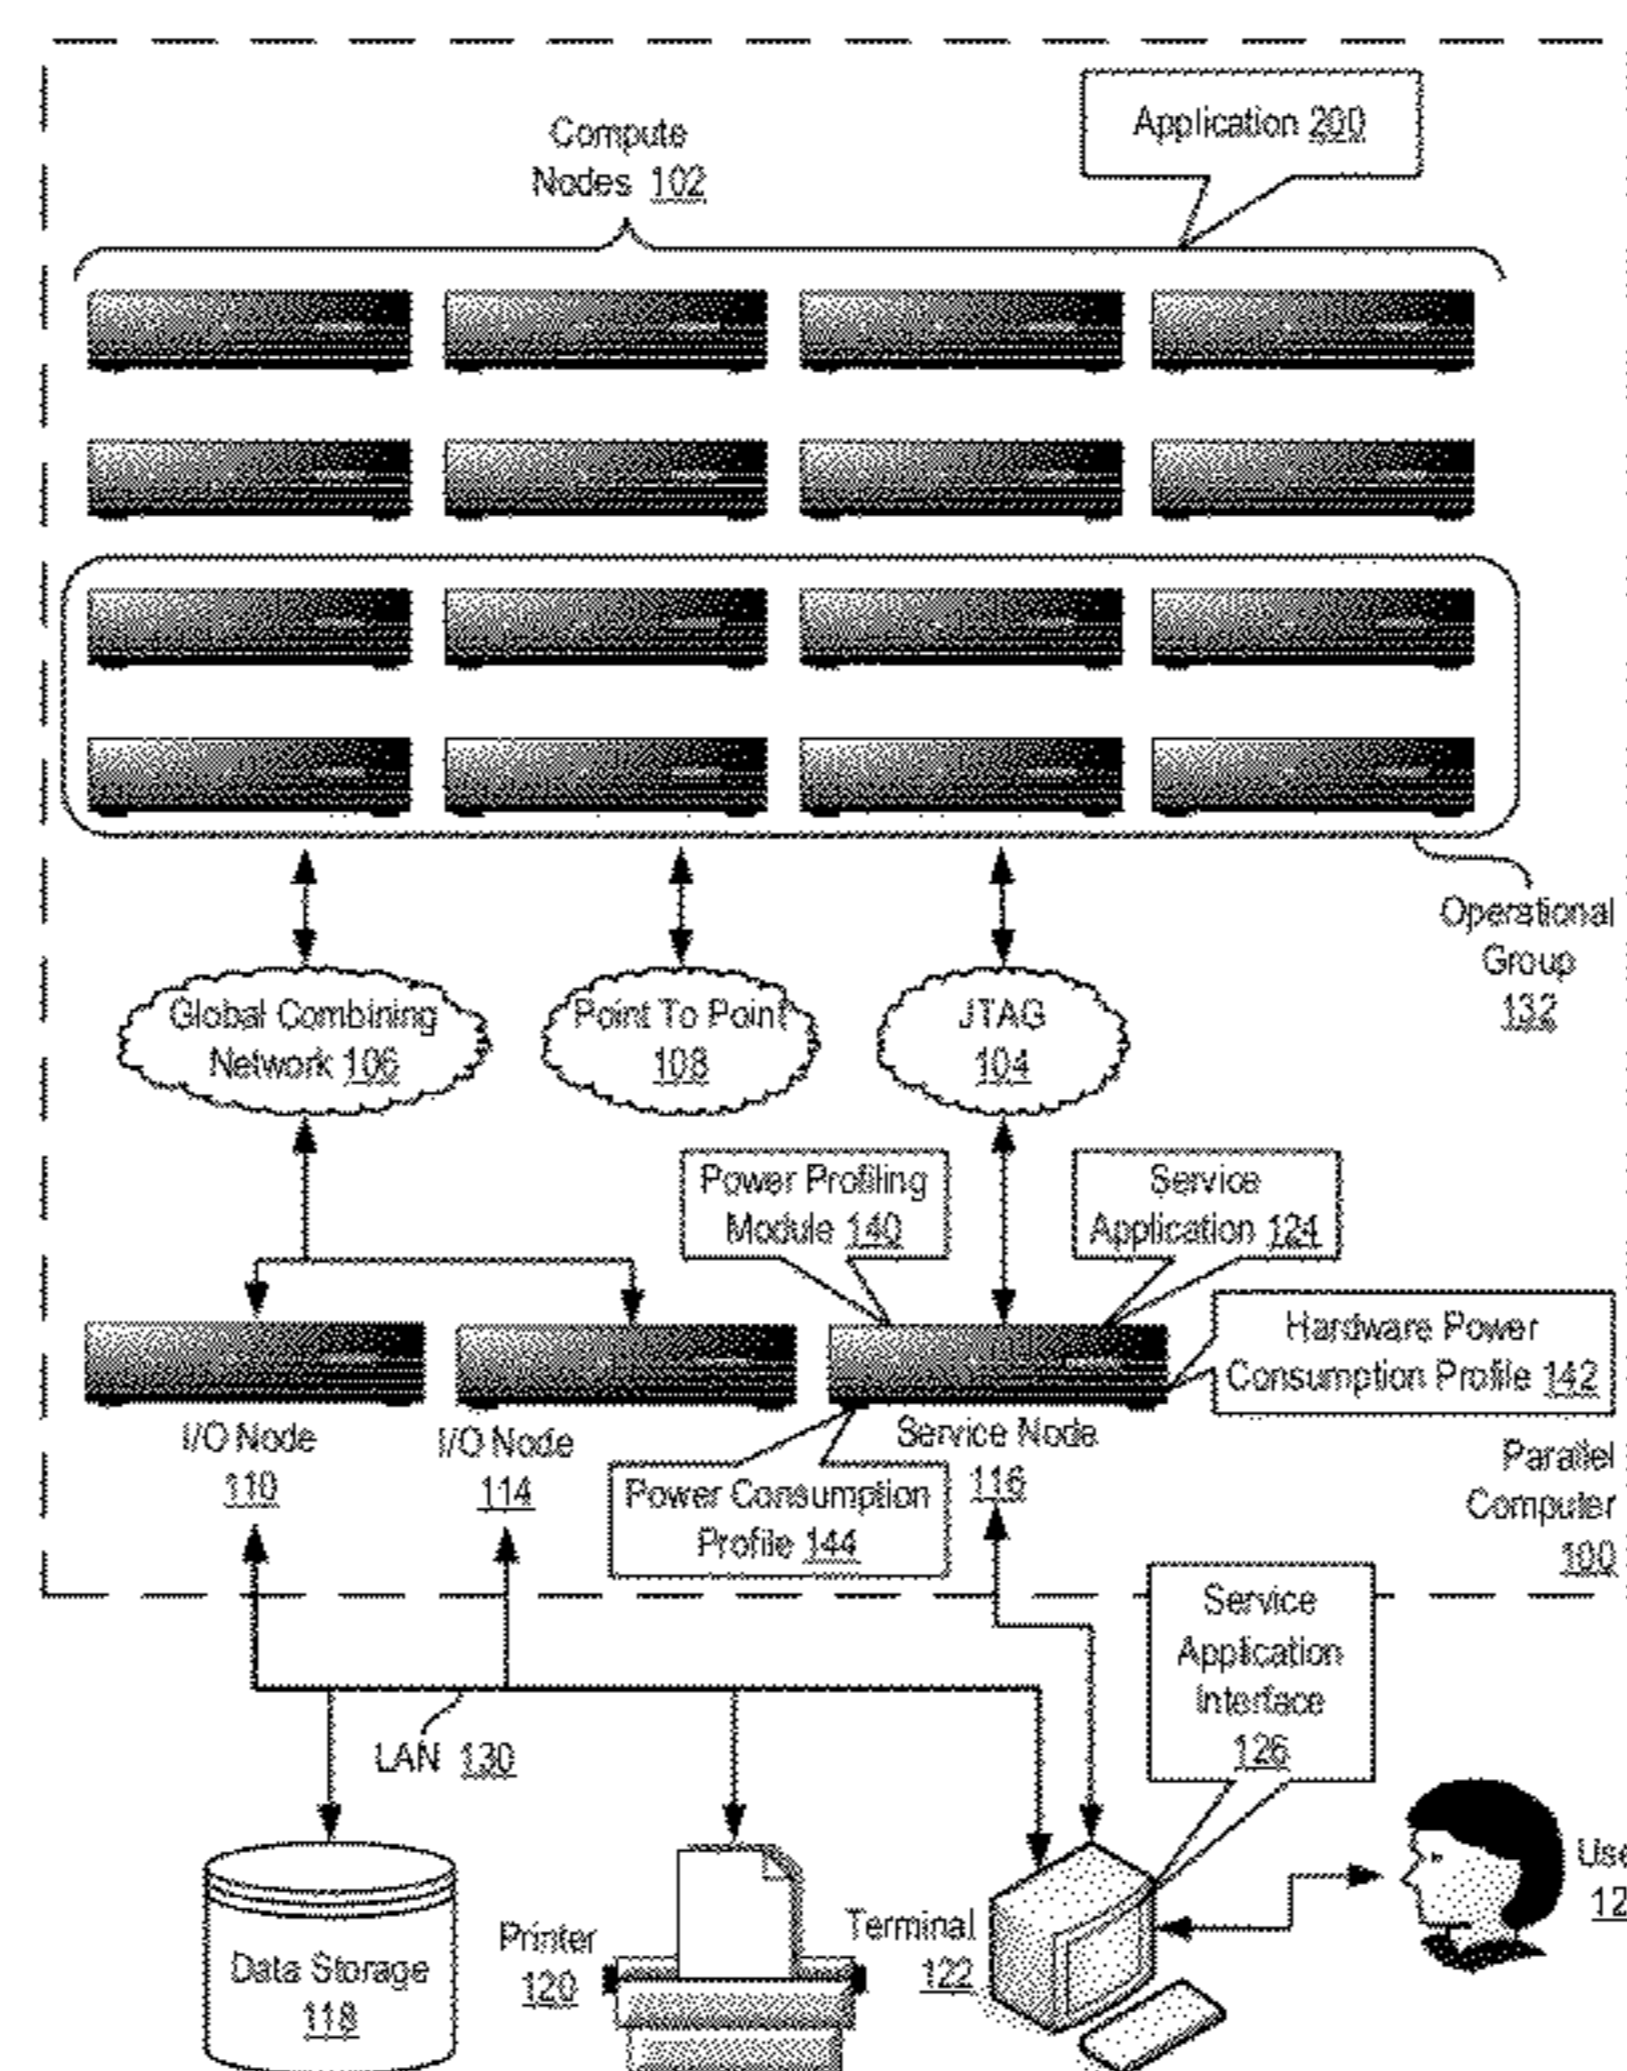 Application 200
Compute
Nodes 102
Operational
Group
132
Global Combining
Network 106
Point To Point
108
JTAG
104
Power Profiling
Module 140
Service
Application 124
Hardware Power
Consumption Profile 142
I/O Node
110
I/O Node
114
Service Node
116
Power Consumption
Profile 144
Parallel
Computer
100
Service
Application
Interface
126
LAN 130
Data Storage
118
Printer
120
Terminal
122